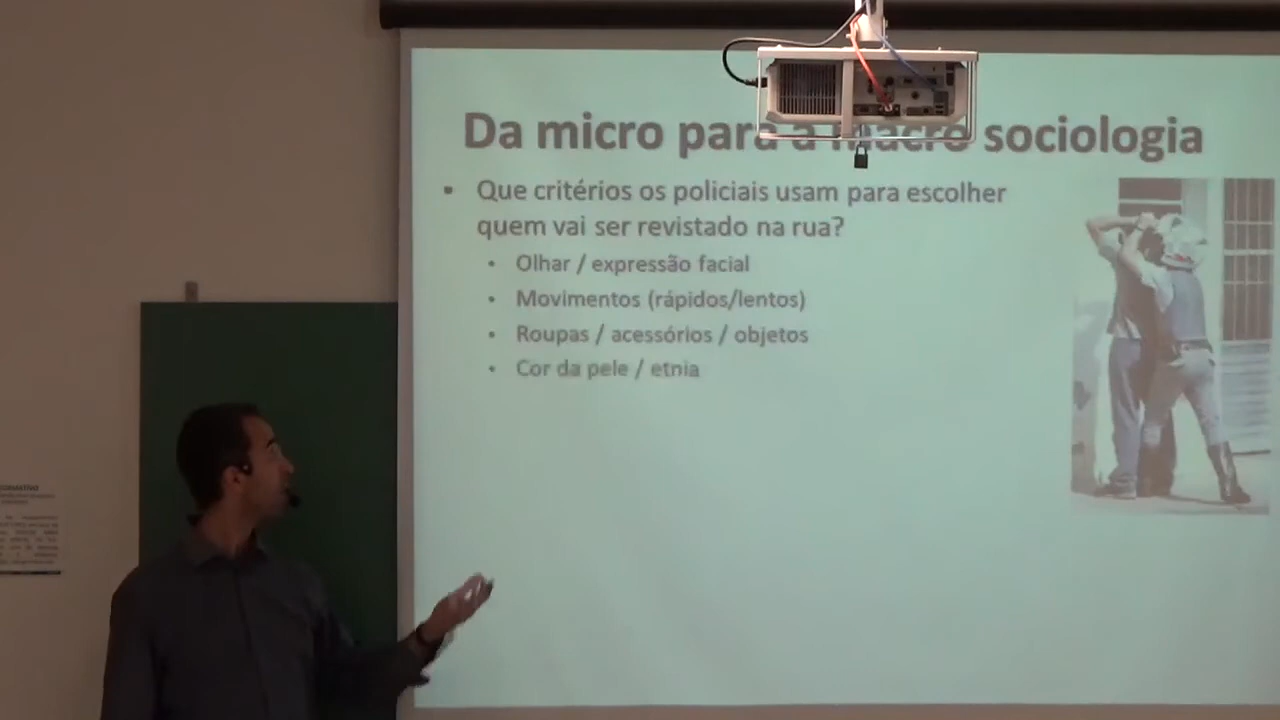 Da micro para a macro sociologia
• Que critérios os policiais usam para escolher
quem vai ser revistado na rua?
• Olhar / expressão facial
• Movimentos (rápidos/lentos)
• Roupas / acessórios / objetos
• Cor da pele / etnia